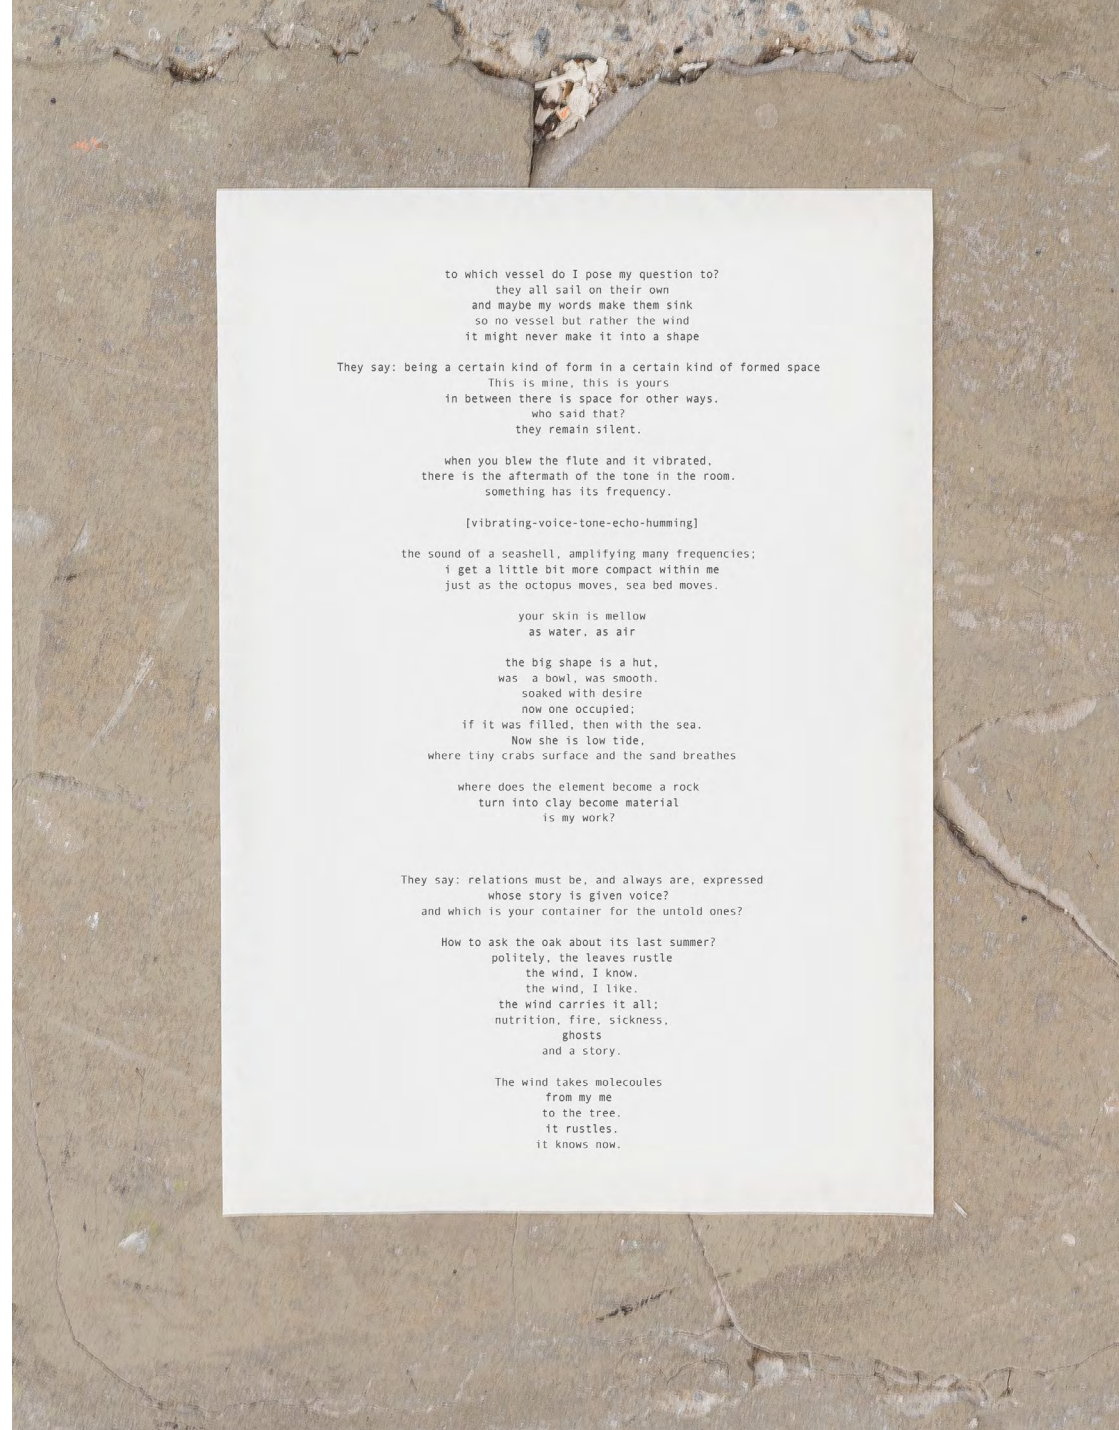 to which vessel do I pose my question to?
they all sail on their own
and maybe my words make them sink
so no vessel but rather the wind
it might never make it into a shape
They say: being a certain kind of form in a certain kind of formed space
This is mine, this is yours
in between there is space for other ways.
who said that?
they remain silent.
when you blew the flute and it vibrated,
there is the aftermath of the tone in the room.
something has its frequency.
[vibrating-voice-tone-echo-humming]
the sound of a seashell, amplifying many frequencies;
i get a little bit more compact within me
just as the octopus moves, sea bed moves.
your skin is mellow
as water, as air
the big shape is a hut,
was  a bowl, was smooth.
soaked with desire
now one occupied;
if it was filled, then with the sea.
Now she is low tide,
where tiny crabs surface and the sand breathes
where does the element become a rock
turn into clay become material
is my work?
They say: relations must be, and always are, expressed
whose story is given voice?
and which is your container for the untold ones?
How to ask the oak about its last summer?
politely, the leaves rustle
the wind, I know.
the wind, I like.
the wind carries it all;
nutrition, fire, sickness,
ghosts
and a story.
The wind takes molecoules
from my me
to the tree.
it rustles.
it knows now.